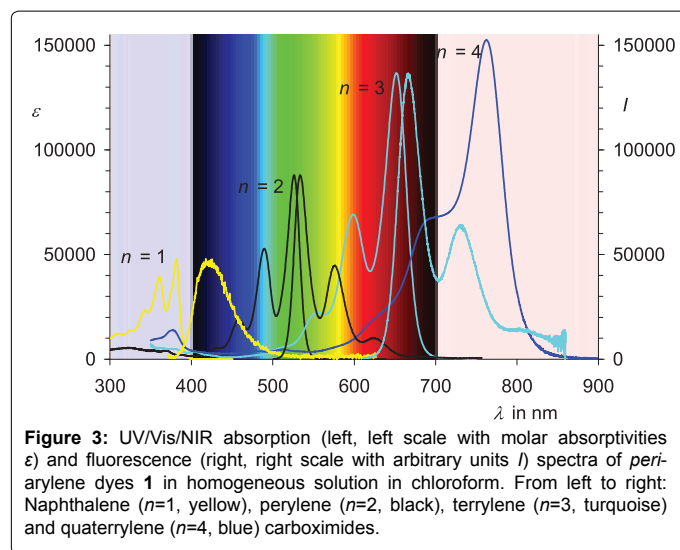 150000
ε
100000
50000
0
n = 1
n = 2
n = 3
n = 4
150000
I
100000
50000
0
300 400 500 600 700 800 900
λ in nm
Figure 3: UV/Vis/NIR absorption (left, left scale with molar absorptivities
ε) and fluorescence (right, right scale with arbitrary units I) spectra of peri-
arylene dyes 1 in homogeneous solution in chloroform. From left to right:
Naphthalene (n=1, yellow), perylene (n=2, black), terrylene (n=3, turquoise)
and quaterrylene (n=4, blue) carboximides.